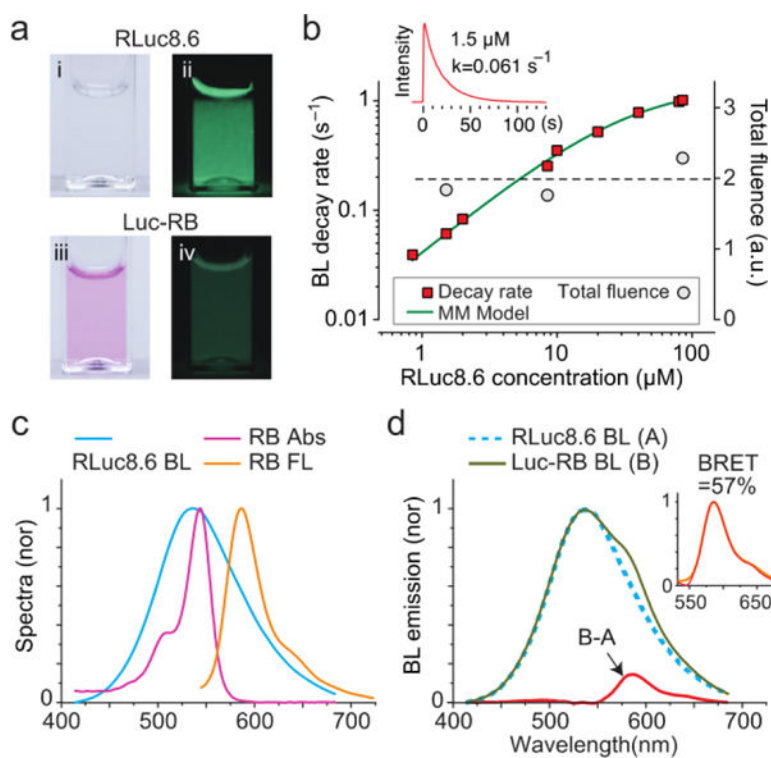 a
RLuc8.6
i
ii
Luc-RB
iii
iv
b
Intensity
1.5 µM
k=0.061 s⁻¹
0
100
(s)
BL decay rate (s⁻¹)
1
0.1
0.01
Total fluence (a.u.)
3
2
1
0
Decay rate
Total fluence
MM Model
1
10
100
RLuc8.6 concentration (µM)
c
RLuc8.6 BL
RB Abs
RB FL
Spectra (nor)
1
0
400
500
600
700
d
RLuc8.6 BL (A)
Luc-RB BL (B)
BRET
=57%
1
0
550
650
BL emission (nor)
1
0
B-A
400
500
600
700
Wavelength(nm)